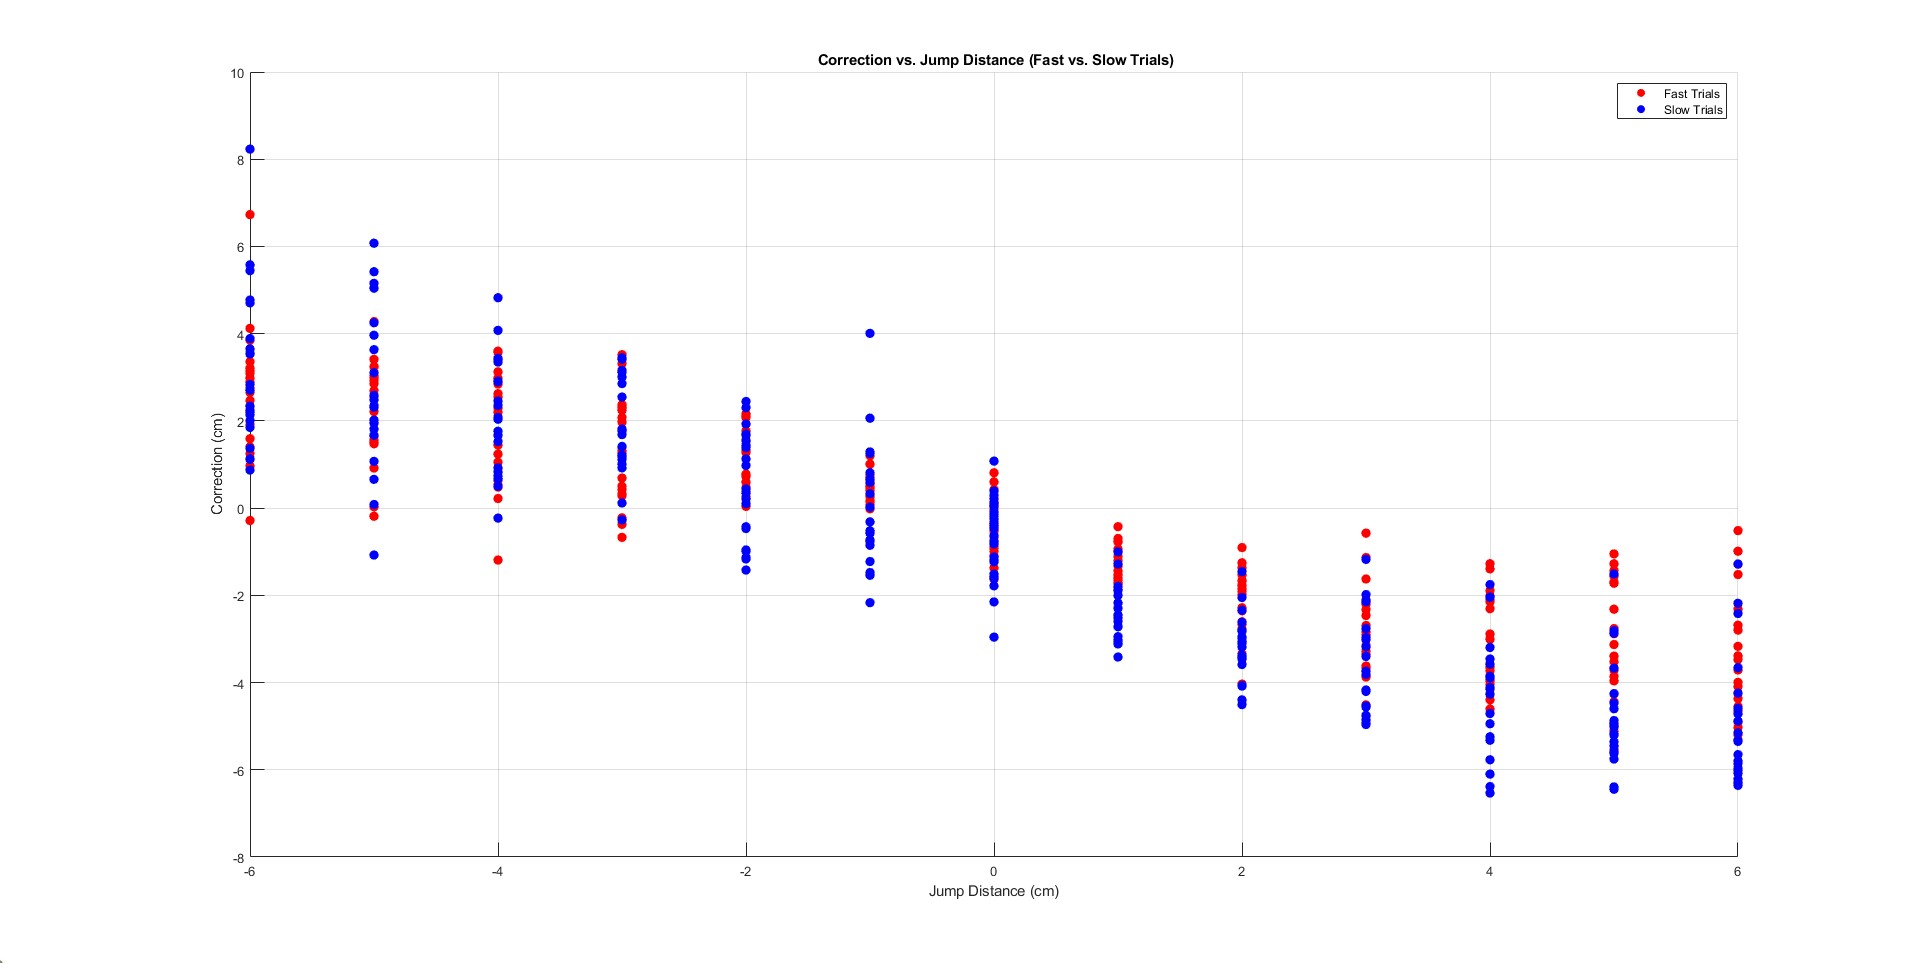 Correction vs. Jump Distance (Fast vs. Slow Trials)
Fast Trials
Slow Trials
10
8
6
4
2
0
-2
-4
-6
-8
Correction (cm)
-6 -4 -2 0 2 4 6
Jump Distance (cm)